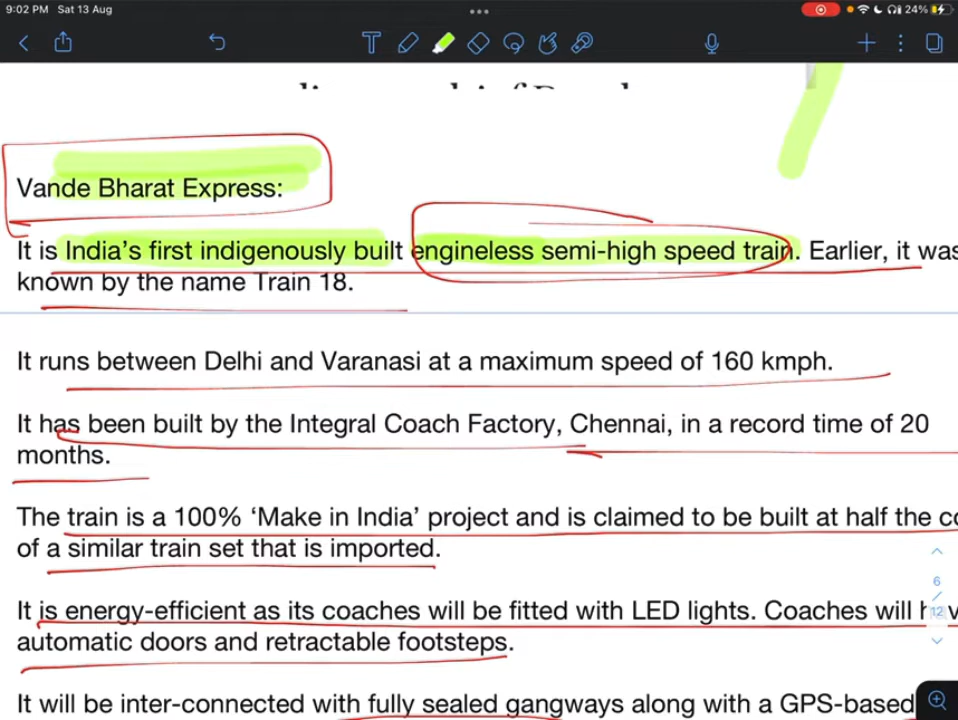 9:02 PM Sat 13 Aug
24%
Vande Bharat Express:
It is India's first indigenously built engineless semi-high speed train. Earlier, it was
known by the name Train 18.
It runs between Delhi and Varanasi at a maximum speed of 160 kmph.
It has been built by the Integral Coach Factory, Chennai, in a record time of 20
months.
The train is a 100% 'Make in India' project and is claimed to be built at half the co
of a similar train set that is imported.
6
/
12
It is energy-efficient as its coaches will be fitted with LED lights. Coaches will
automatic doors and retractable footsteps.
It will be inter-connected with fully sealed gangways along with a GPS-based